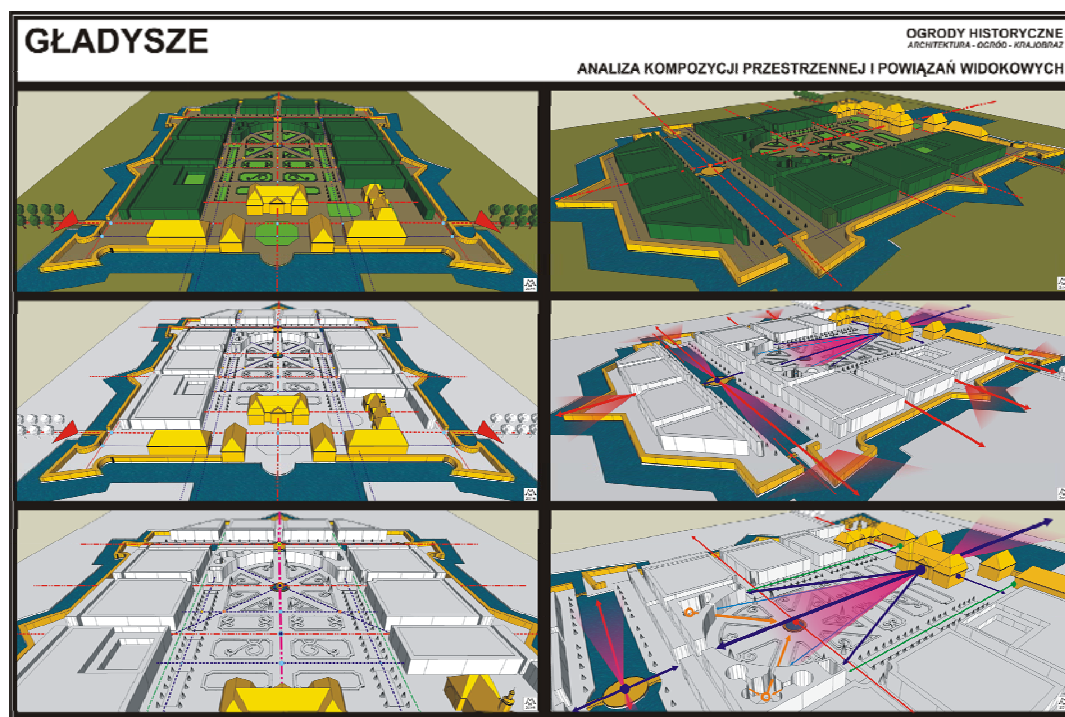 GŁADYSZE
OGRODY HISTORYCZNE
ARCHITEKTURA - OGRÓD - KRAJOBRAZ
ANALIZA KOMPOZYCJI PRZESTRZENNEJ I POWIĄZAŃ WIDOKOWYCH